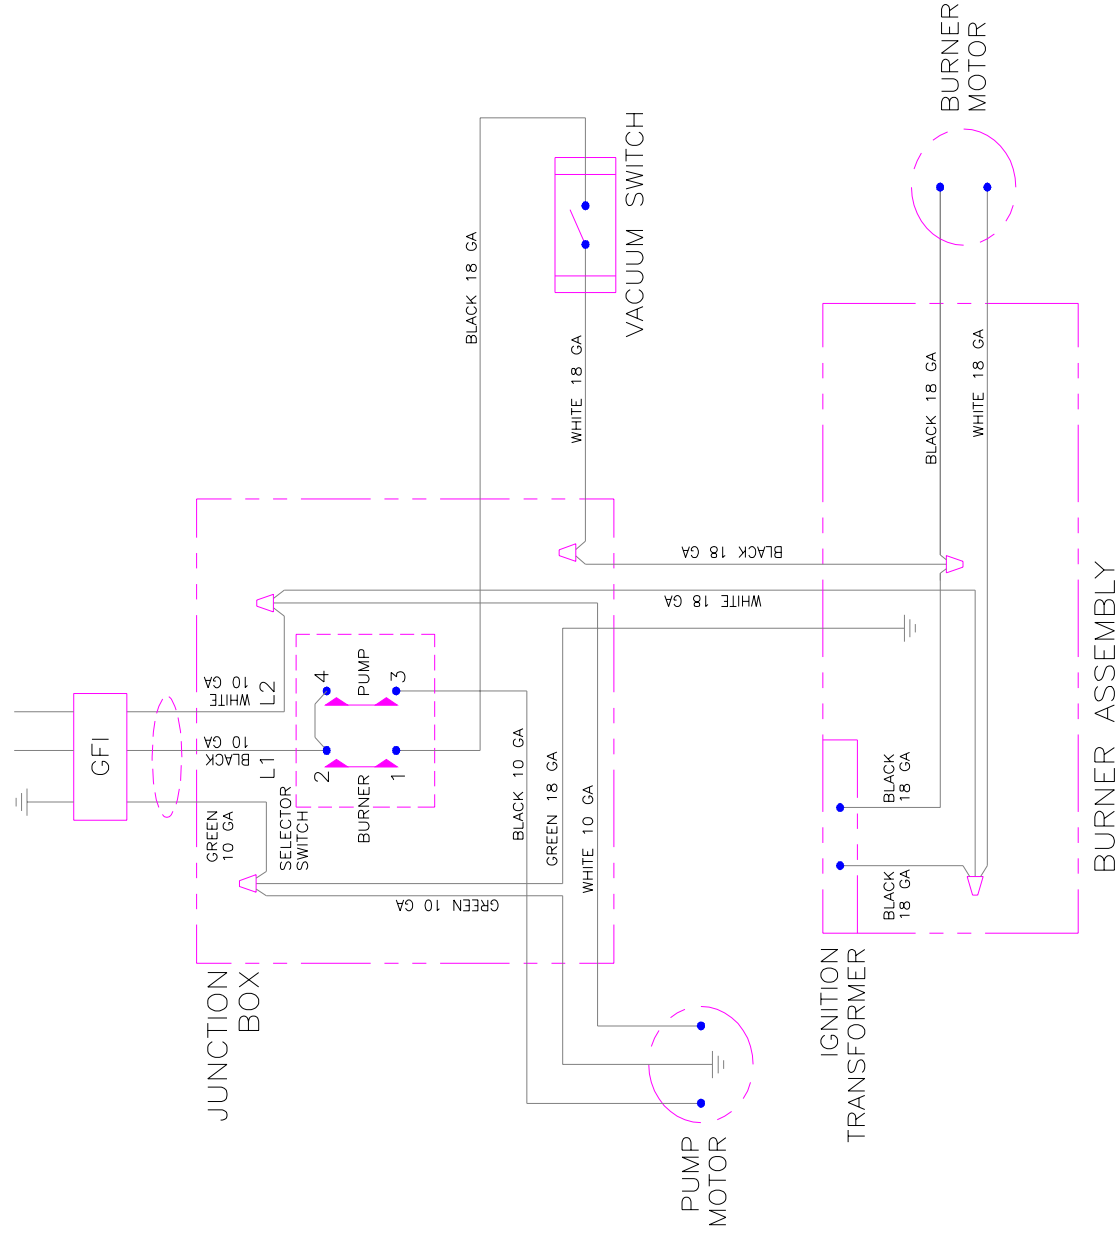 BURNER
MOTOR
VACUUM SWITCH
BLACK 18 GA
WHITE 18 GA
BLACK 18 GA
WHITE 18 GA
BLACK 18 GA
WHITE 18 GA
GFI
WHITE
10 GA
L2
BLACK
10 GA
L1
GREEN
10 GA
SELECTOR
SWITCH
4
PUMP
3
2
BURNER
1
BLACK 10 GA
GREEN 18 GA
WHITE 10 GA
GREEN 10 GA
JUNCTION
BOX
BLACK
18 GA
BLACK
18 GA
BURNER ASSEMBLY
IGNITION
TRANSFORMER
PUMP
MOTOR